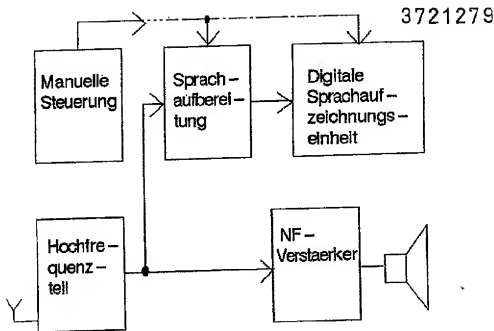 3721279
Manuelle
Steuerung
Sprach-
aufberei-
tung
Digitale
Sprachauf-
zeichnungs-
einheit
Hochfre-
quenz-
teil
NF-
Verstaerker